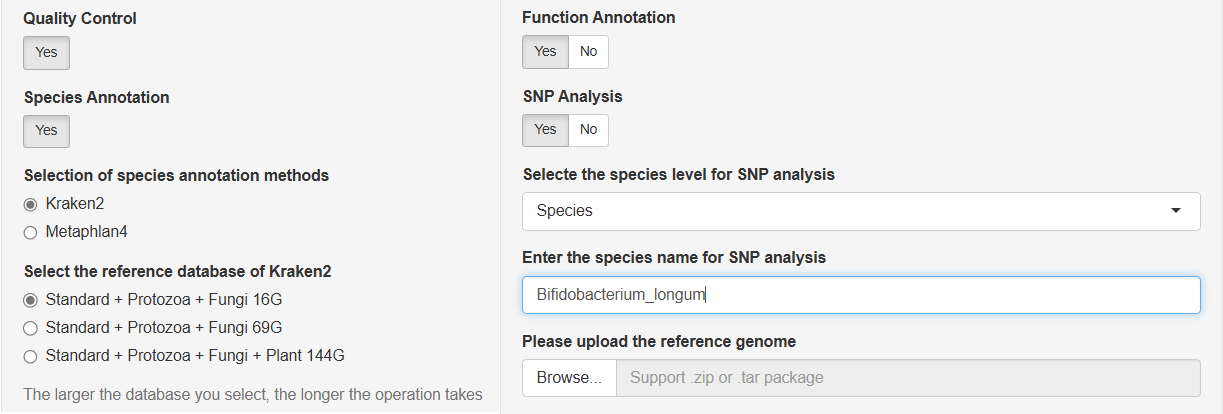 Quality Control
Yes
Species Annotation
Yes
Selection of species annotation methods
Kraken2
Metaphlan4
Select the reference database of Kraken2
Standard + Protozoa + Fungi 16G
Standard + Protozoa + Fungi 69G
Standard + Protozoa + Fungi + Plant 144G
The larger the database you select, the longer the operation takes
Function Annotation
Yes No
SNP Analysis
Yes No
Selecte the species level for SNP analysis
Species
Enter the species name for SNP analysis
Bifidobacterium_longum
Please upload the reference genome
Browse... Support .zip or .tar package